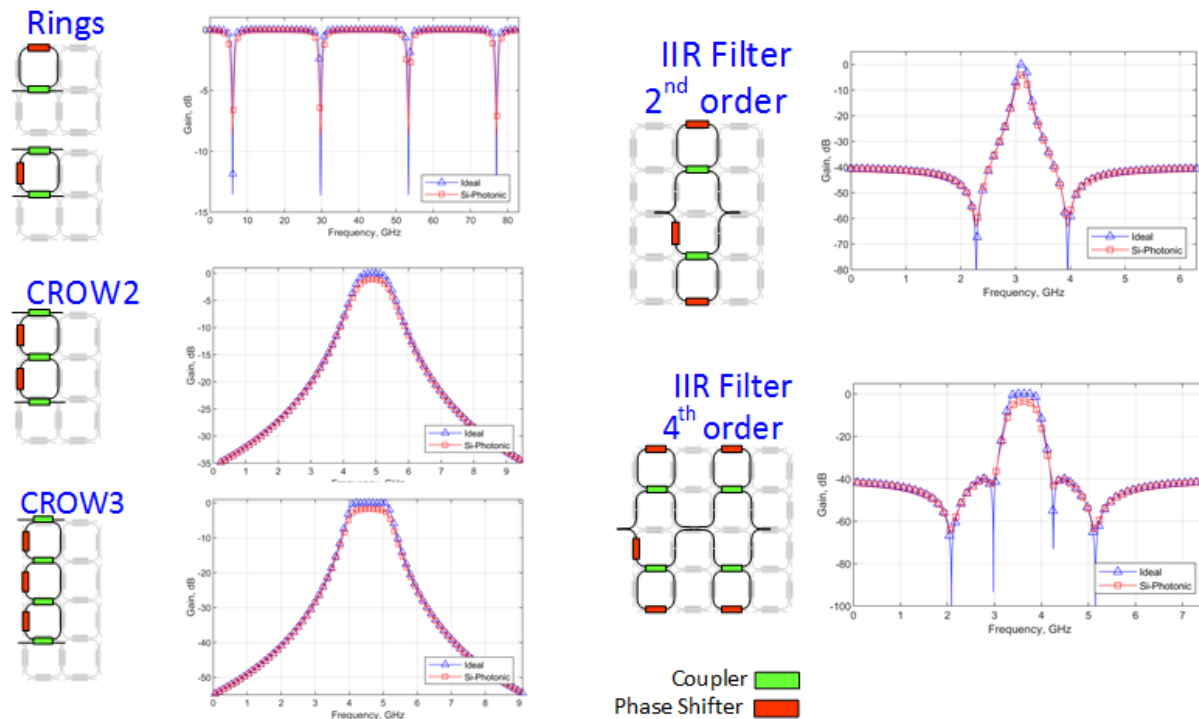 Rings
Gain, dB
0
-5
-10
-15
0 10 20 30 40 50 60 70 80
Frequency, GHz
Ideal
Si-Photonic
CROW2
Gain, dB
0
-5
-10
-15
-20
-25
-30
-35
0 1 2 3 4 5 6 7 8 9
Ideal
Si-Photonic
CROW3
Gain, dB
0
-10
-20
-30
-40
-50
0 1 2 3 4 5 6 7 8 9
Frequency, GHz
Ideal
Si-Photonic
IIR Filter
2nd order
Gain, dB
0
-10
-20
-30
-40
-50
-60
-70
-80
0 1 2 3 4 5 6
Frequency, GHz
Ideal
Si-Photonic
IIR Filter
4th order
Gain, dB
0
-20
-40
-60
-80
-100
0 1 2 3 4 5 6 7
Frequency, GHz
Ideal
Si-Photonic
Coupler
Phase Shifter